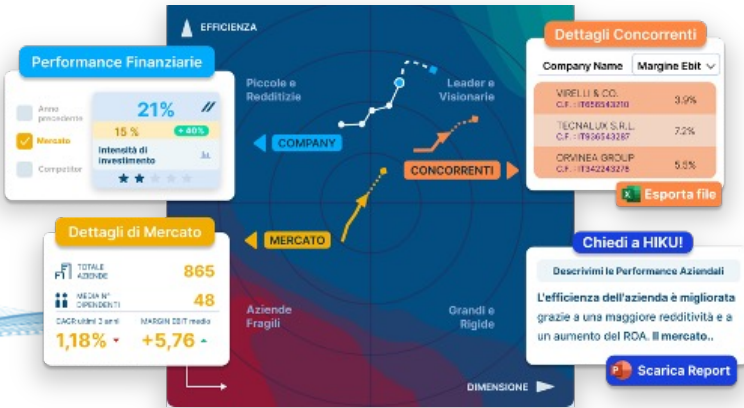 EFFICIENZA
Performance Finanziarie
Anno
precedente
Mercato
Competitor
21%
15 %
+40%
Intensità di
investimento
Piccole e
Redditizie
Leader e
Visionarie
COMPANY
CONCORRENTI
MERCATO
Dettagli Concorrenti
Company Name
Margine Ebit
VIRELLI & CO.
C.F. : IT656543210
3.9%
TECNALUX S.R.L.
C.F. : IT936543287
7.2%
ORVINEA GROUP
C.F. : IT342243278
5.5%
Esporta file
Dettagli di Mercato
TOTALE
AZIENDE
865
MEDIA N°
DIPENDENTI
48
CAGR ultimi 3 anni
MARGIN EBIT medio
1,18%
+5,76
Aziende
Fragili
Grandi e
Rigide
DIMENSIONE
Chiedi a HIKU!
Descrivimi le Performance Aziendali
L'efficienza dell'azienda è migliorata
grazie a una maggiore redditività e a
un aumento del ROA. Il mercato..
Scarica Report